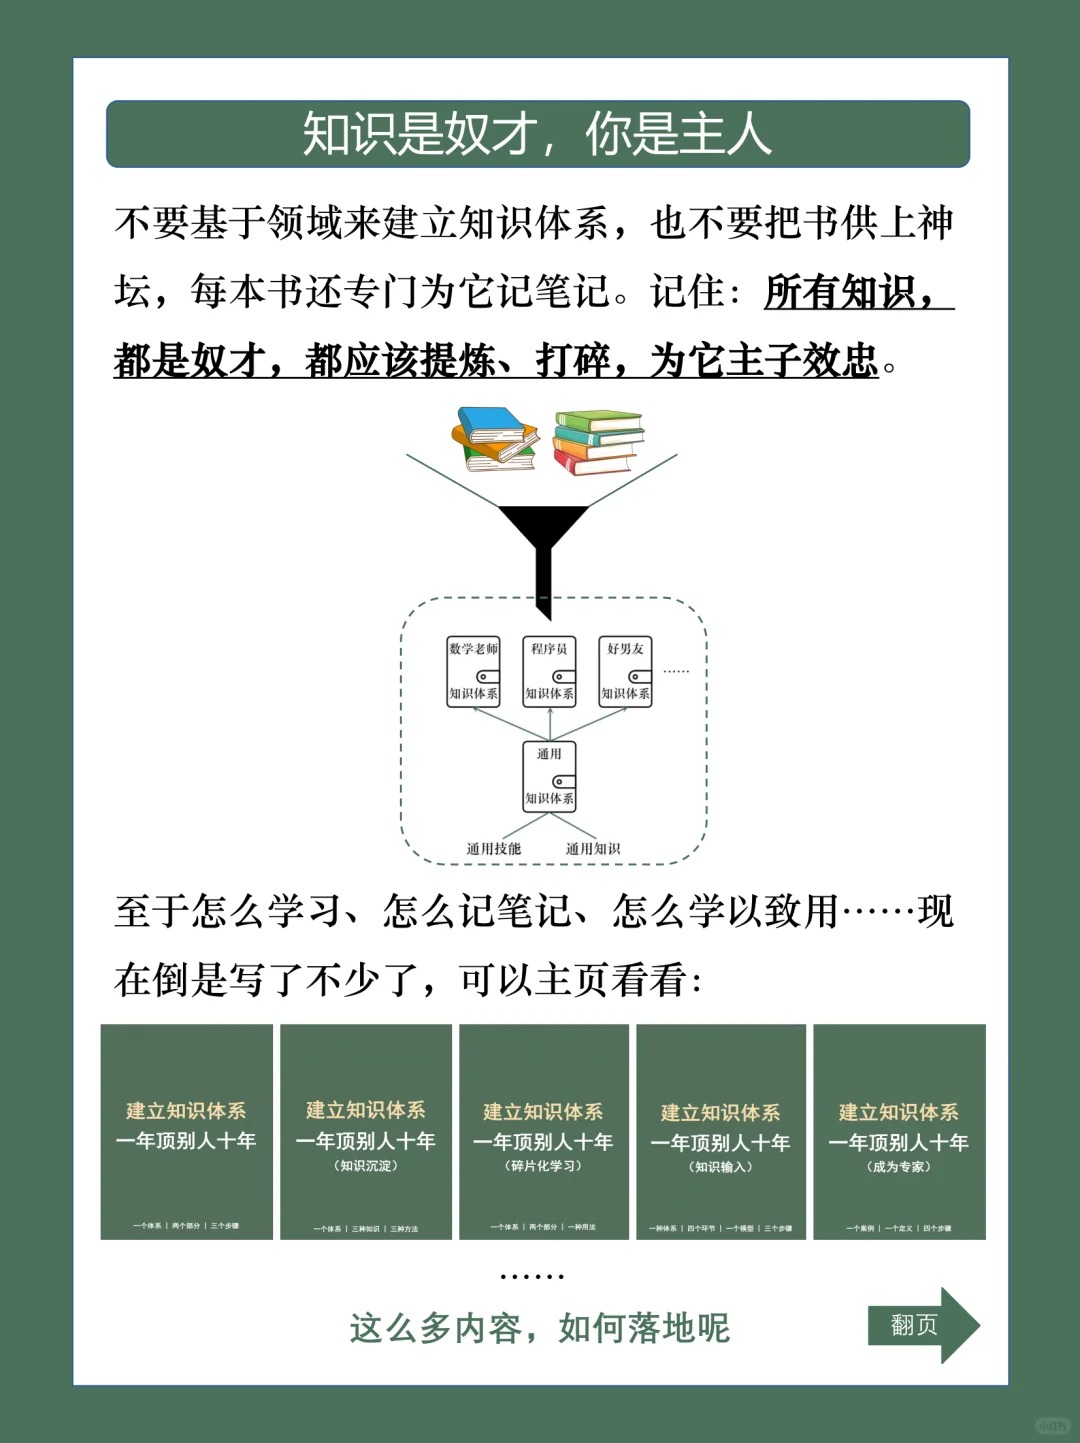 知识是奴才，你是主人
不要基于领域来建立知识体系，也不要把书供上神
坛，每本书还专门为它记笔记。记住：所有知识，
都是奴才，都应该提炼、打碎，为它主子效忠。
数学老师
知识体系
程序员
知识体系
好男友
知识体系
……
通用
知识体系
通用技能
通用知识
至于怎么学习、怎么记笔记、怎么学以致用……现
在倒是写了不少了，可以主页看看：
建立知识体系
一年顶别人十年
一个体系 | 两个部分 | 三个步骤
建立知识体系
一年顶别人十年
（知识沉淀）
一个体系 | 三种知识 | 三种方法
建立知识体系
一年顶别人十年
（碎片化学习）
一个体系 | 两个部分 | 一种用法
建立知识体系
一年顶别人十年
（知识输入）
一种体系 | 四个环节 | 一个模型 | 三个步骤
建立知识体系
一年顶别人十年
（成为专家）
一个案例 | 一个定义 | 四个步骤
……
这么多内容，如何落地呢
翻页
小红书